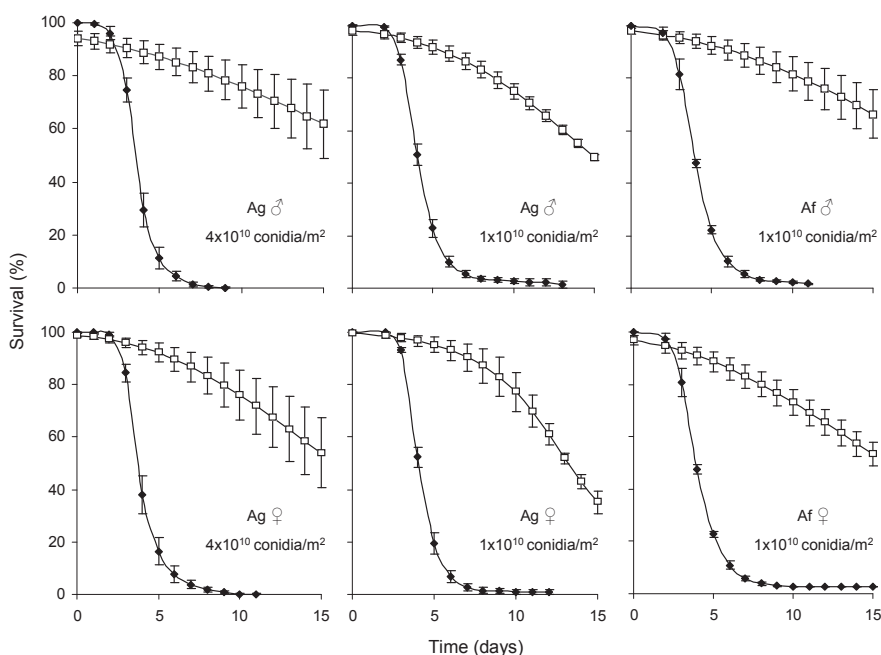 Survival (%)
100
80
60
40
20
0
Ag ♂
4x10¹⁰ conidia/m²
Ag ♂
1x10¹⁰ conidia/m²
Af ♂
1x10¹⁰ conidia/m²
100
80
60
40
20
0
Ag ♀
4x10¹⁰ conidia/m²
Ag ♀
1x10¹⁰ conidia/m²
Af ♀
1x10¹⁰ conidia/m²
0 5 10 15
0 5 10 15
0 5 10 15
Time (days)